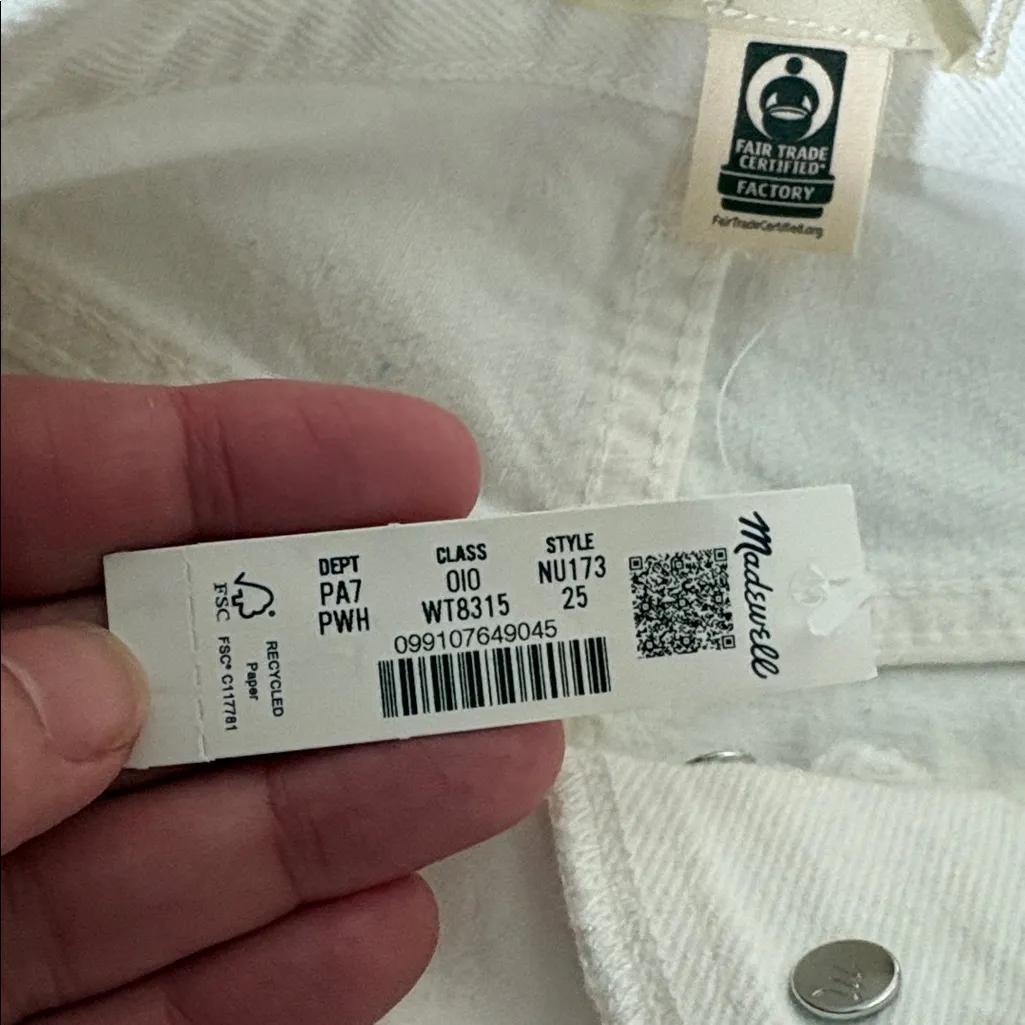 FAIR TRADE
CERTIFIED
FACTORY
FairTradeCertified.org
DEPT CLASS STYLE
PA7 010 NU173
PWH WT8315 25
099107649045
Madewell
FSC
FSC® C117781
RECYCLED
Paper
M